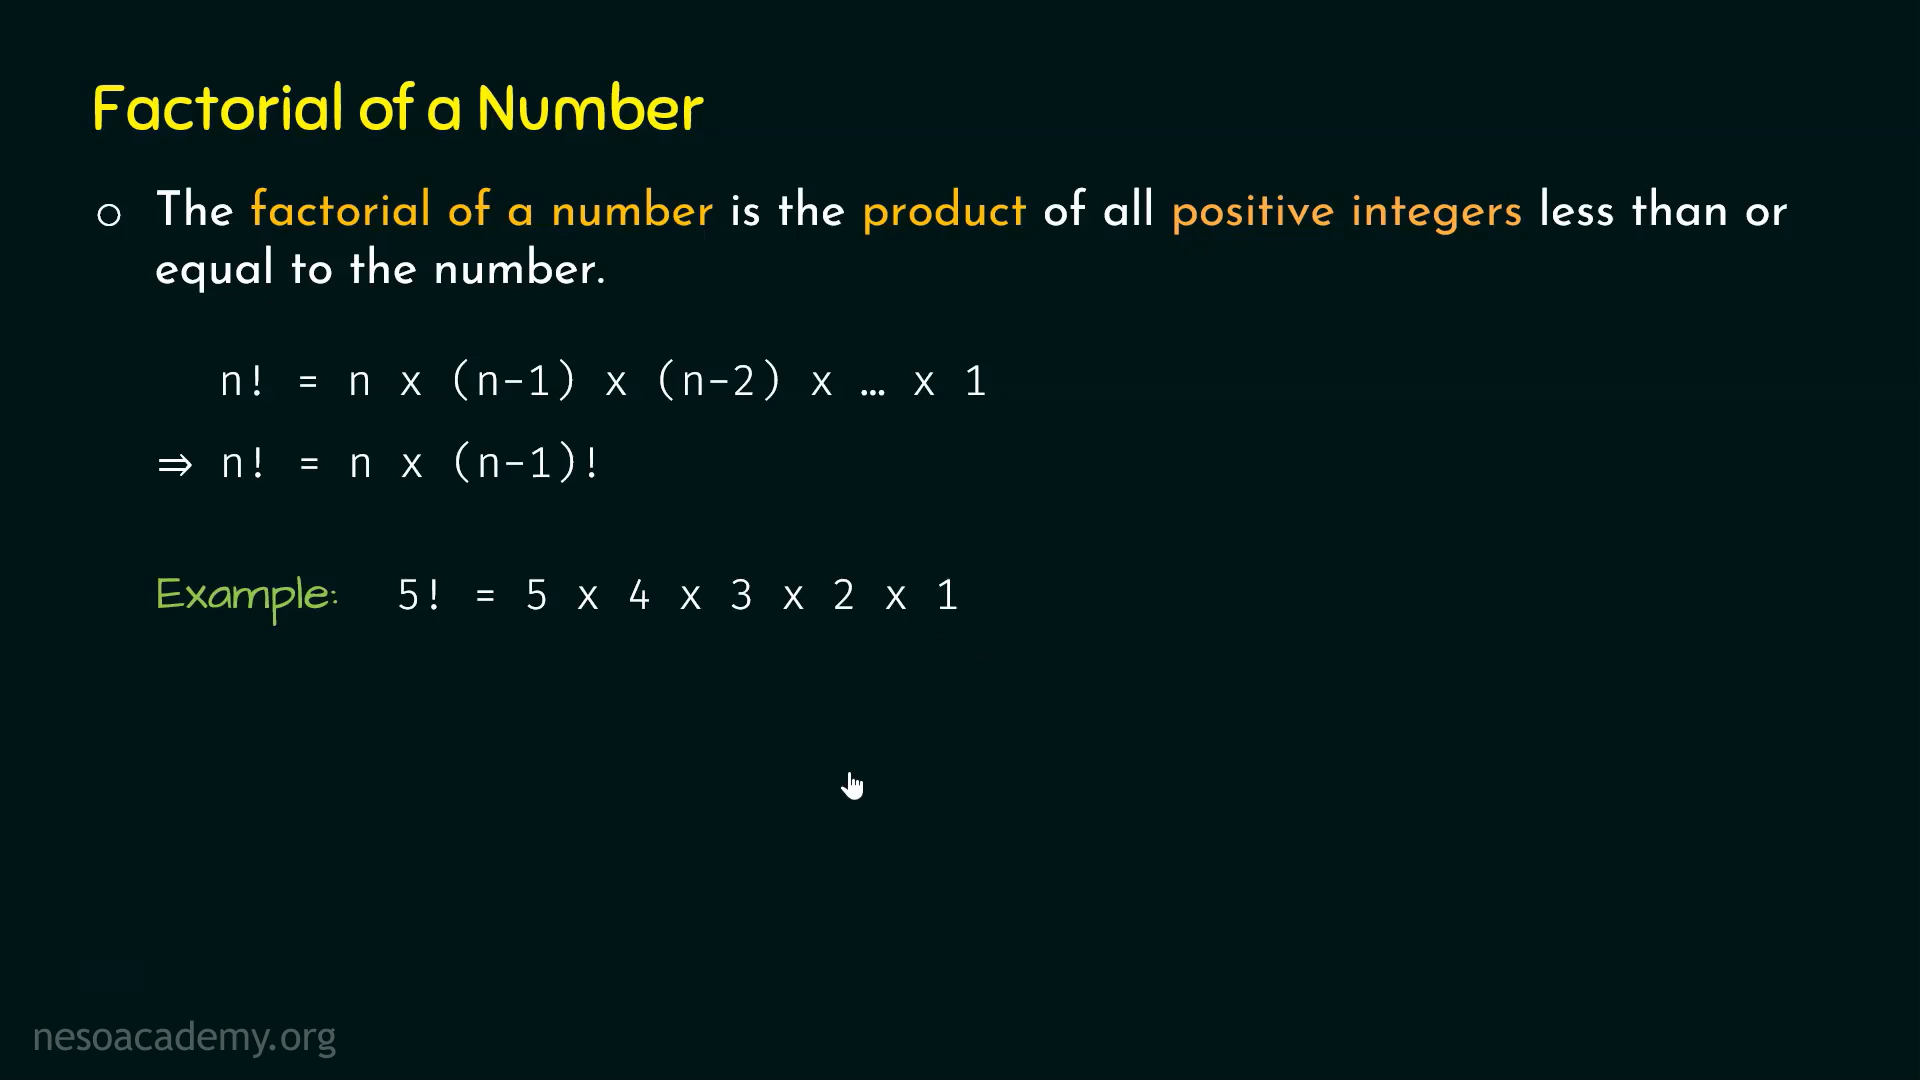 Factorial of a Number
○ The factorial of a number is the product of all positive integers less than or
equal to the number.
n! = n x (n-1) x (n-2) x … x 1
⇒ n! = n x (n-1)!
Example: 5! = 5 x 4 x 3 x 2 x 1
nesoacademy.org